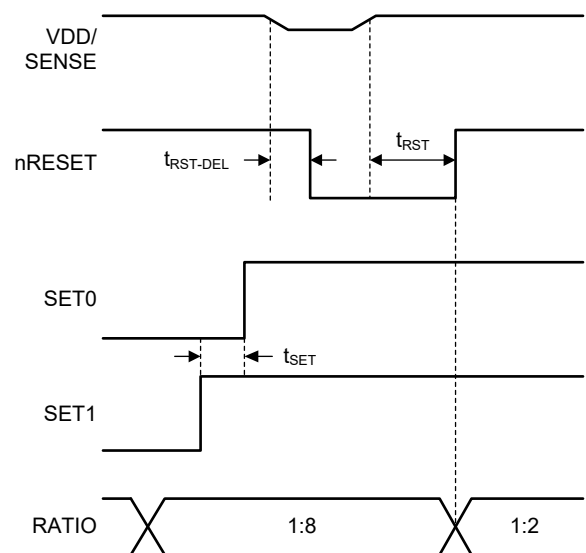 VDD/
SENSE
nRESET
tRST-DEL
tRST
SET0
tSET
SET1
RATIO
1:8
1:2